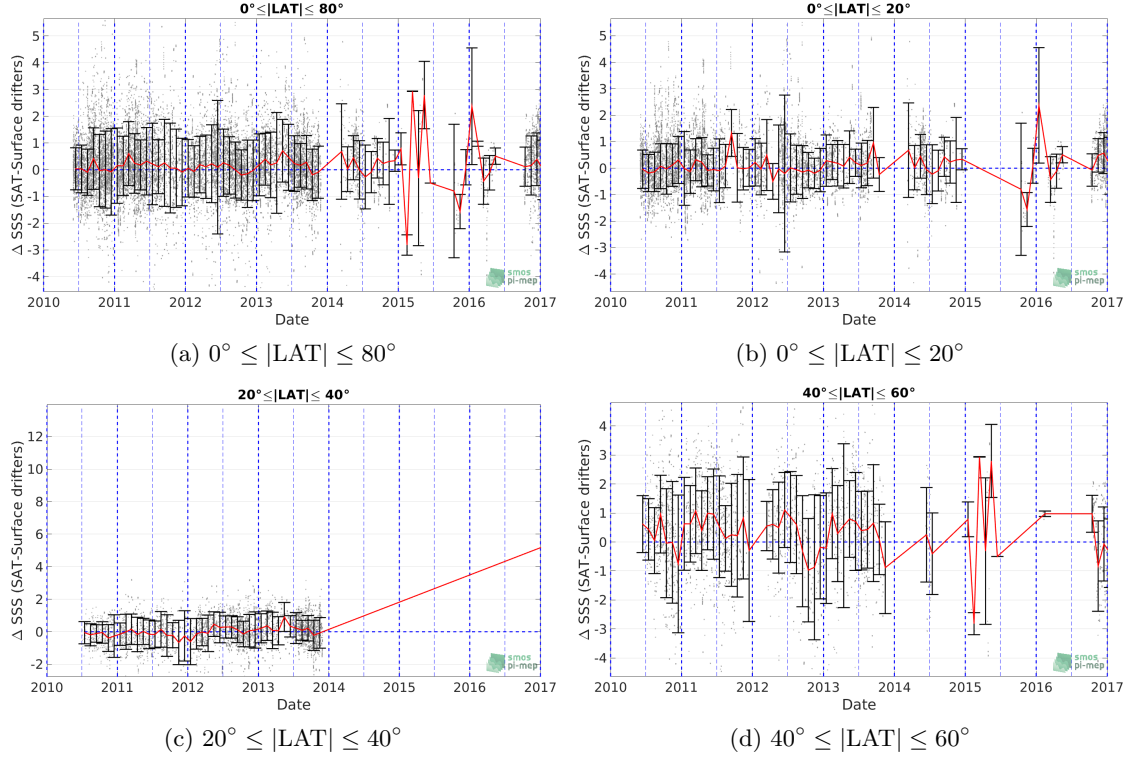 0°≤|LAT|≤ 80°
Δ SSS (SAT-Surface drifters)
5
4
3
2
1
0
-1
-2
-3
-4
2010 2011 2012 2013 2014 2015 2016 2017
Date
smos
pi-mep
(a) 0° ≤ |LAT| ≤ 80°
0°≤|LAT|≤ 20°
Δ SSS (SAT-Surface drifters)
5
4
3
2
1
0
-1
-2
-3
-4
2010 2011 2012 2013 2014 2015 2016 2017
Date
smos
pi-mep
(b) 0° ≤ |LAT| ≤ 20°
20°≤|LAT|≤ 40°
Δ SSS (SAT-Surface drifters)
12
10
8
6
4
2
0
-2
2010 2011 2012 2013 2014 2015 2016 2017
Date
smos
pi-mep
(c) 20° ≤ |LAT| ≤ 40°
40°≤|LAT|≤ 60°
Δ SSS (SAT-Surface drifters)
4
3
2
1
0
-1
-2
-3
-4
2010 2011 2012 2013 2014 2015 2016 2017
Date
smos
pi-mep
(d) 40° ≤ |LAT| ≤ 60°